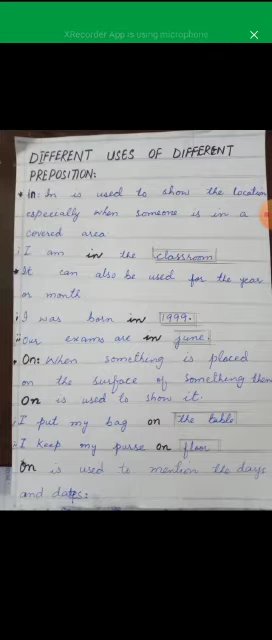 XRecorder App is using microphone
DIFFERENT USES OF DIFFERENT
PREPOSITION:
• in: In is used to show the location
especially when someone is in a
covered area
i I am in the classroom
• It can also be used for the year
or month
i. I was born in 1999.
ii. Our exams are in june.
• On: When something is placed
on the surface of something then
On is used to show it.
I put my bag on the table
I keep my purse on floor
On is used to mention the days
and dates: